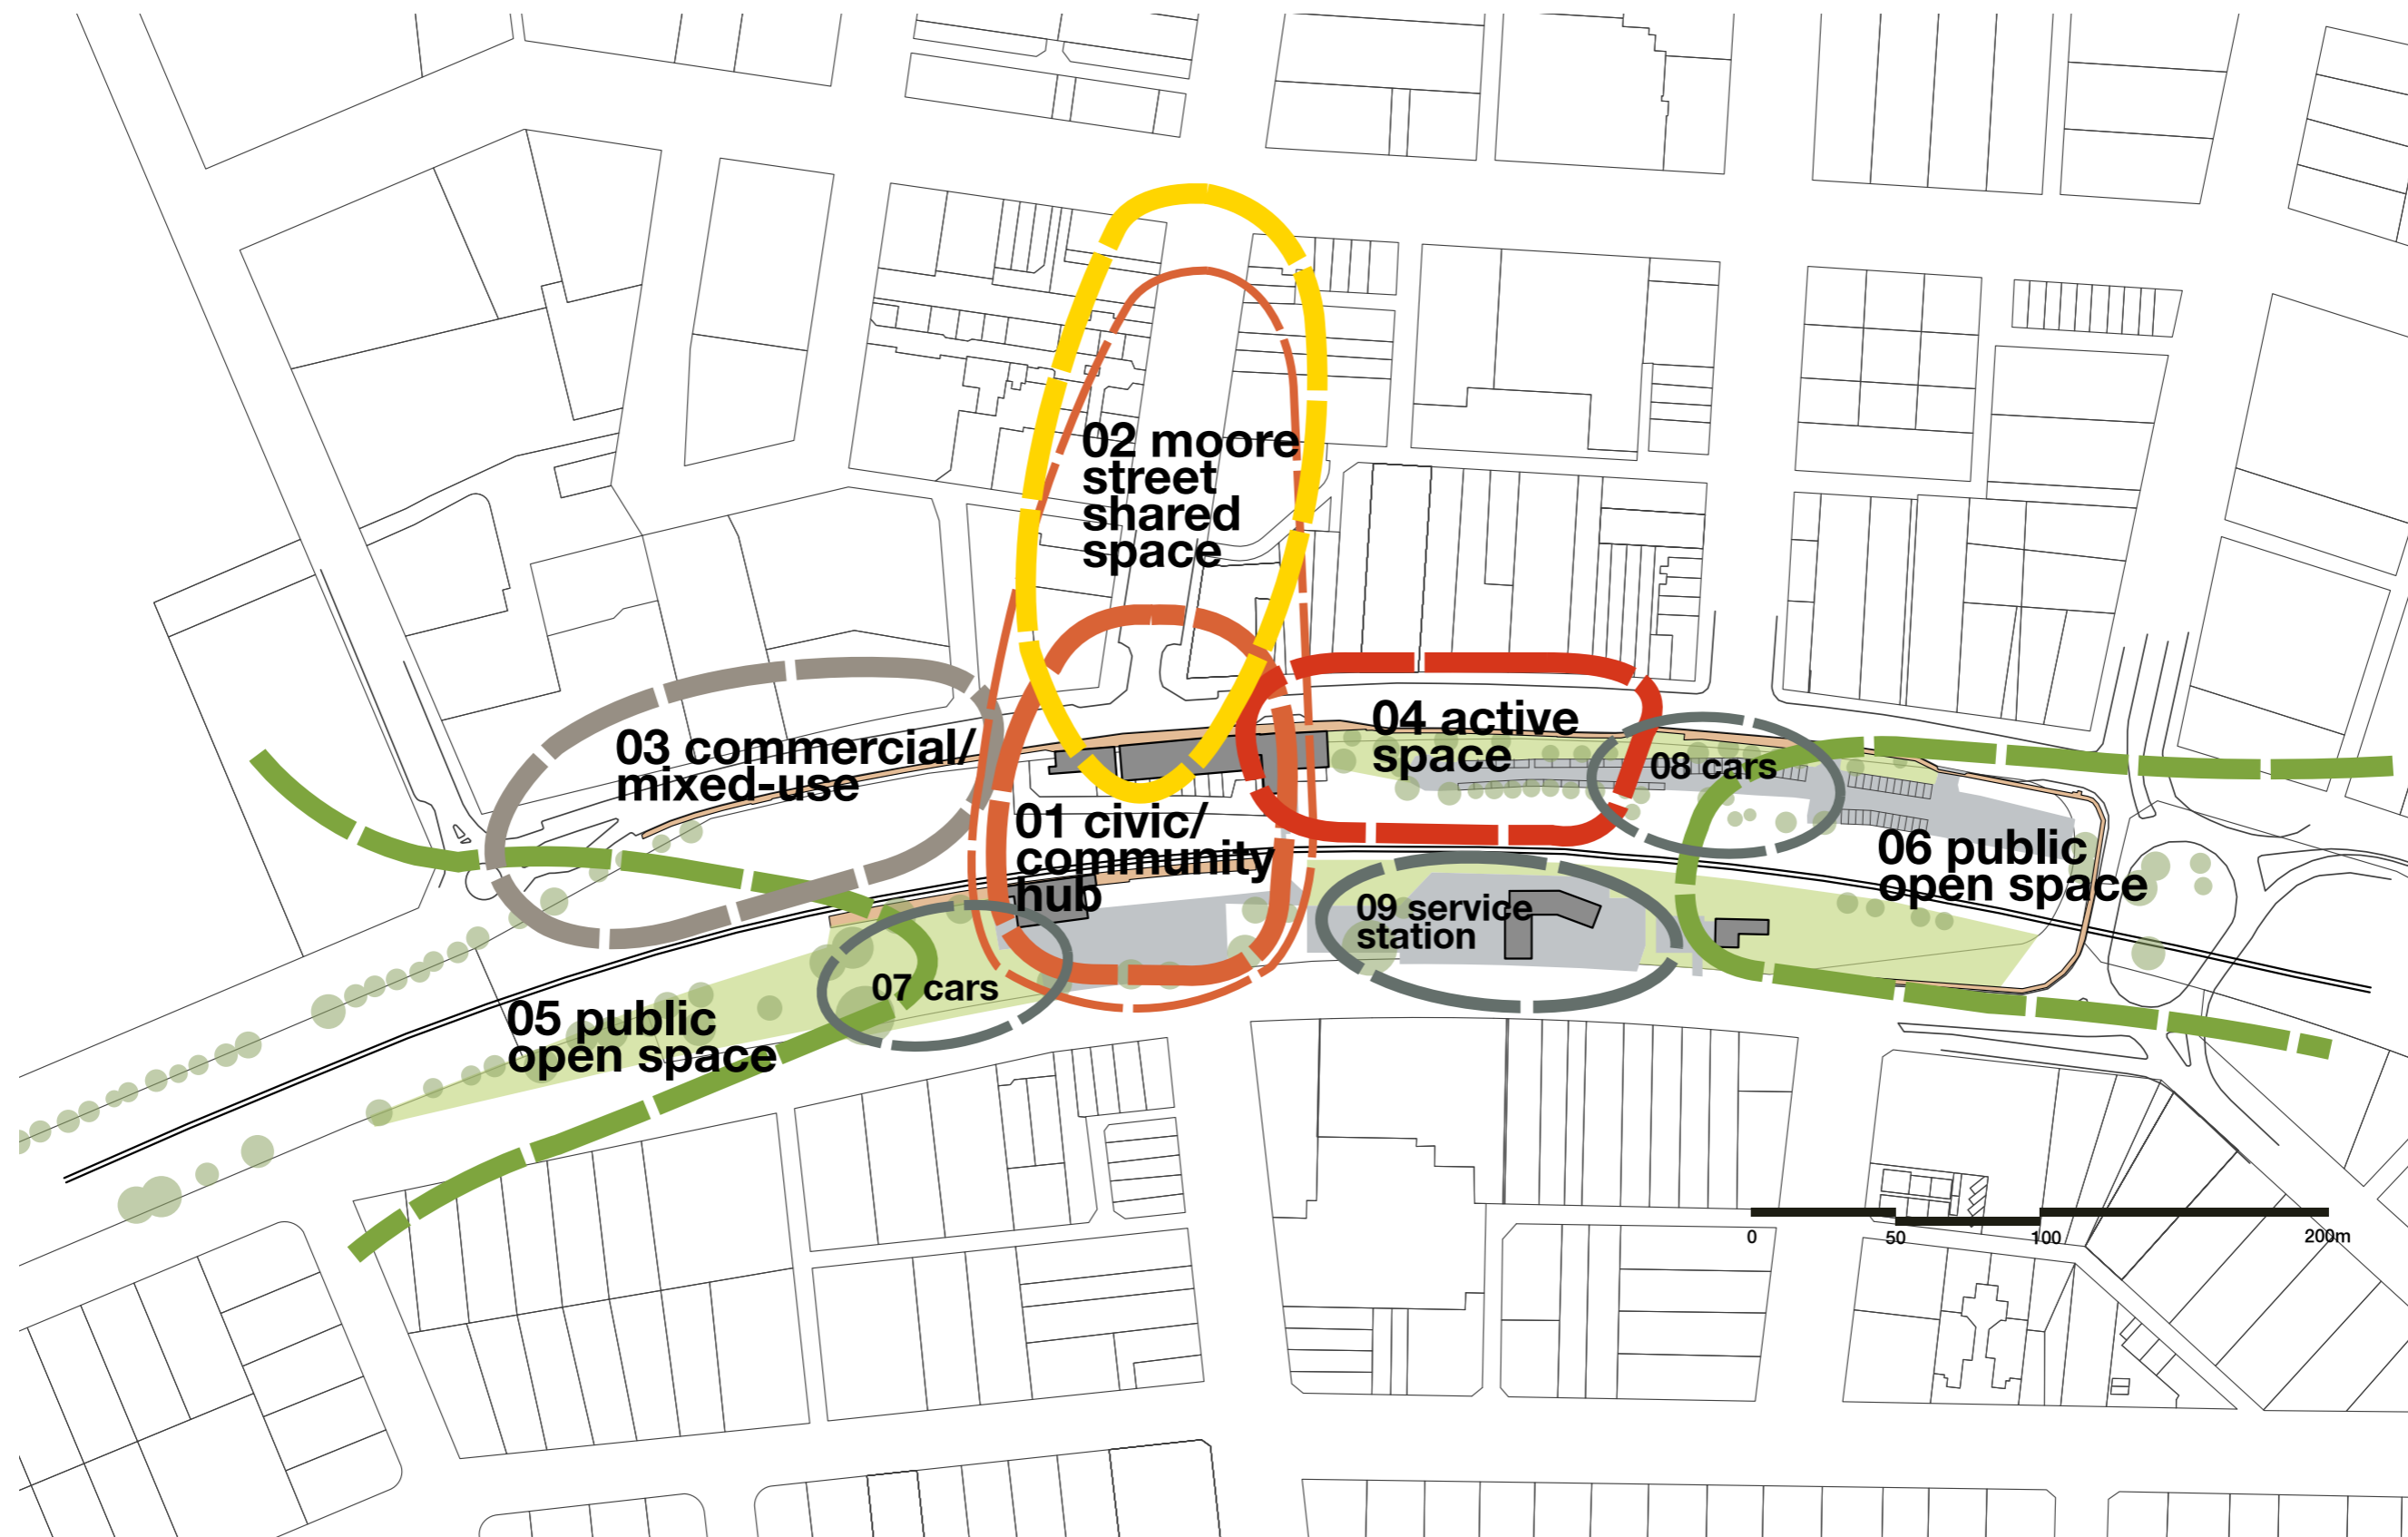 02 moore
street
shared
space
03 commercial/
mixed-use
04 active
space
08 cars
01 civic/
community
hub
06 public
open space
09 service
station
07 cars
05 public
open space
0
50
100
200m